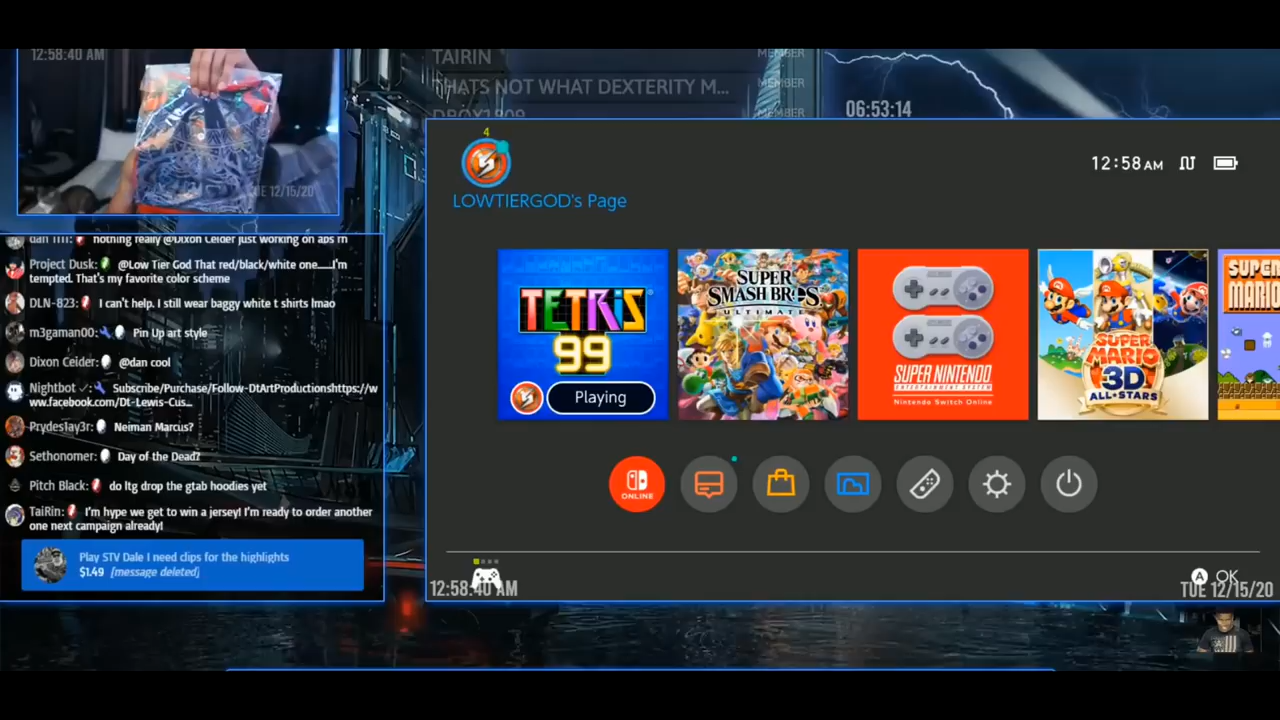 12:58:40 AM
TUE 12/15/20
TAIRIN
THATS NOT WHAT DEXTERITY M...
DBOX1909
MEMBER
MEMBER
MEMBER
06:53:14
4
LOWTIERGOD's Page
12:58 AM
TETRIS
99
Playing
SUPER
SMASH BROS.
ULTIMATE
SUPER NINTENDO
ENTERTAINMENT SYSTEM
Nintendo Switch Online
SUPER
MARIO
3D
ALL★STARS
SUPER
MARIO
ONLINE
nothing really @Dixon Ceider just working on abs rn
Project Dusk: @Low Tier God That red/black/white one......I'm
tempted. That's my favorite color scheme
DLN-823: I can't help. I still wear baggy white t shirts lmao
m3gaman00: Pin Up art style
Dixon Ceider: @dan cool
Nightbot ✓: Subscribe/Purchase/Follow-DtArtProductionshttps://w
ww.facebook.com/Dt-Lewis-Cus...
Prydeslay3r: Neiman Marcus?
Sethonomer: Day of the Dead?
Pitch Black: do ltg drop the gtab hoodies yet
TaiRin: I'm hype we get to win a jersey! I'm ready to order another
one next campaign already!
Play STV Dale I need clips for the highlights
$1.49 [message deleted]
12:58:40 AM
A OK
TUE 12/15/20